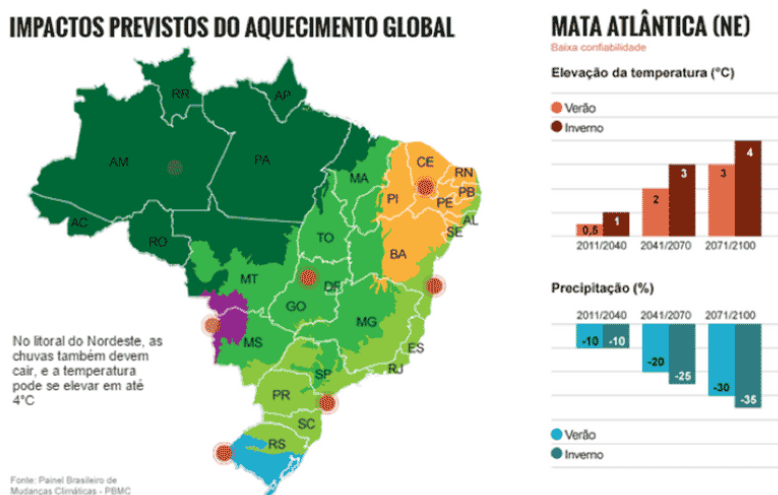 IMPACTOS PREVISTOS DO AQUECIMENTO GLOBAL
RR
AP
AM
PA
MA
CE
RN
PB
PI
PE
AL
SE
AC
RO
TO
BA
MT
DF
GO
MG
MS
ES
SP
RJ
PR
SC
RS
No litoral do Nordeste, as
chuvas também devem
cair, e a temperatura
pode se elevar em até
4°C
Fonte: Painel Brasileiro de
Mudanças Climáticas - PBMC
MATA ATLÂNTICA (NE)
Baixa confiabilidade
Elevação da temperatura (°C)
Verão
Inverno
0,5 1 2 3 3 4
2011/2040 2041/2070 2071/2100
Precipitação (%)
2011/2040 2041/2070 2071/2100
-10 -10 -20 -25 -30 -35
Verão
Inverno